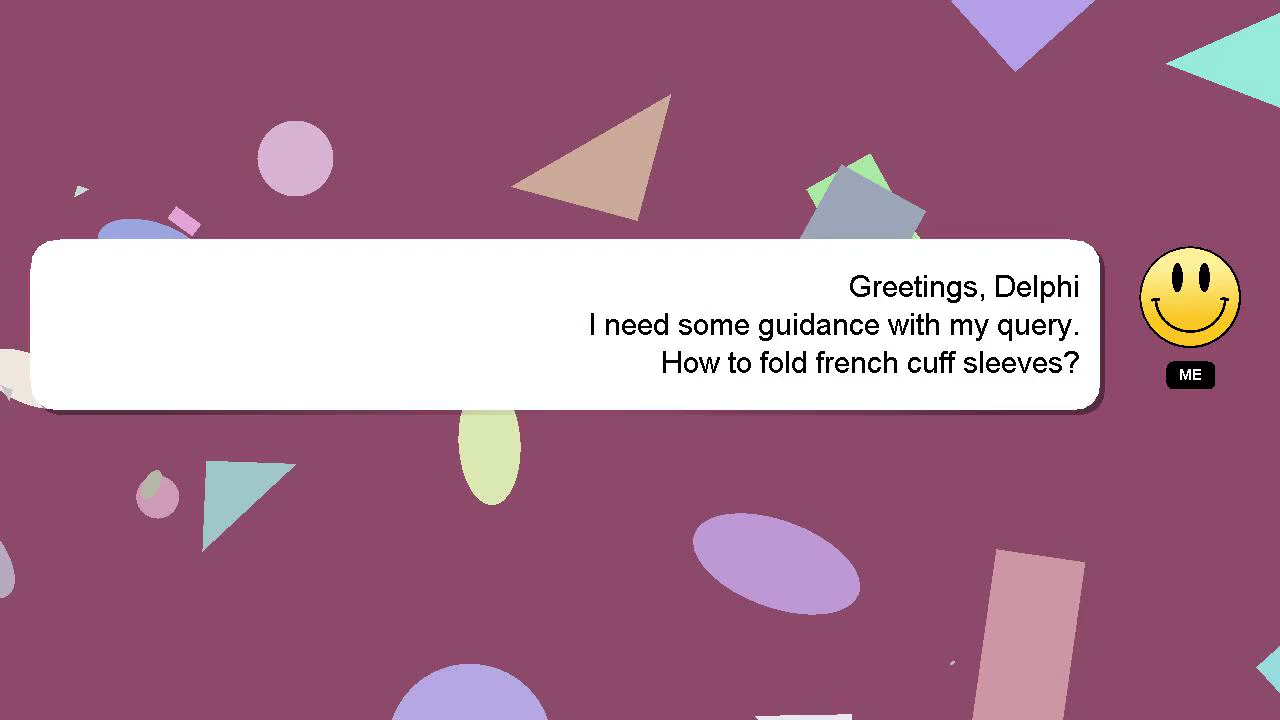 Greetings, Delphi
I need some guidance with my query.
How to fold french cuff sleeves?
ME